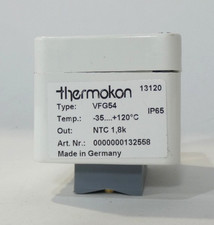 thermokon 13120
Type: VFG54
Temp.: -35....+120°C IP65
Out: NTC 1,8k
Art. Nr.: 0000000132558
Made in Germany